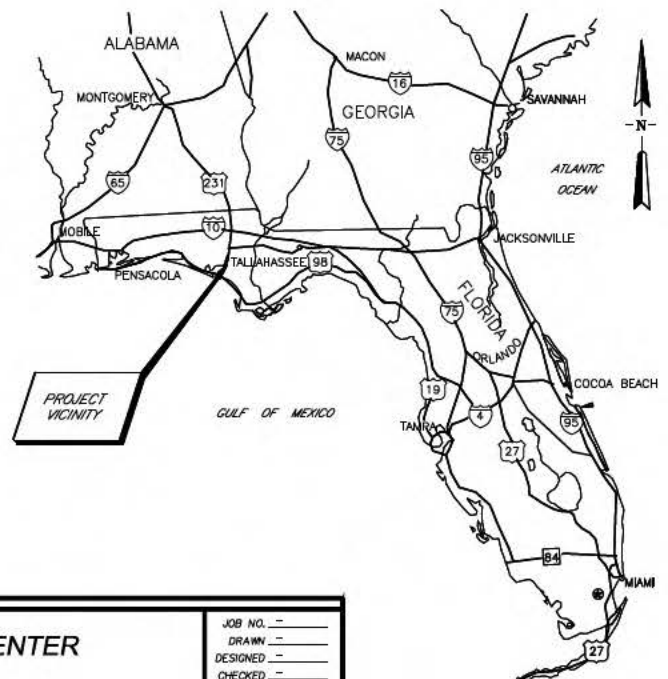 ALABAMA
MACON
16
MONTGOMERY
GEORGIA
SAVANNAH
75
-N-
95
ATLANTIC
OCEAN
65
231
10
MOBILE
JACKSONVILLE
TALLAHASSEE
98
PENSACOLA
75
FLORIDA
ORLANDO
PROJECT
VICINITY
19
COCOA BEACH
GULF OF MEXICO
4
95
TAMPA
27
84
MIAMI
27
ENTER
JOB NO. -
DRAWN -
DESIGNED -
CHECKED -